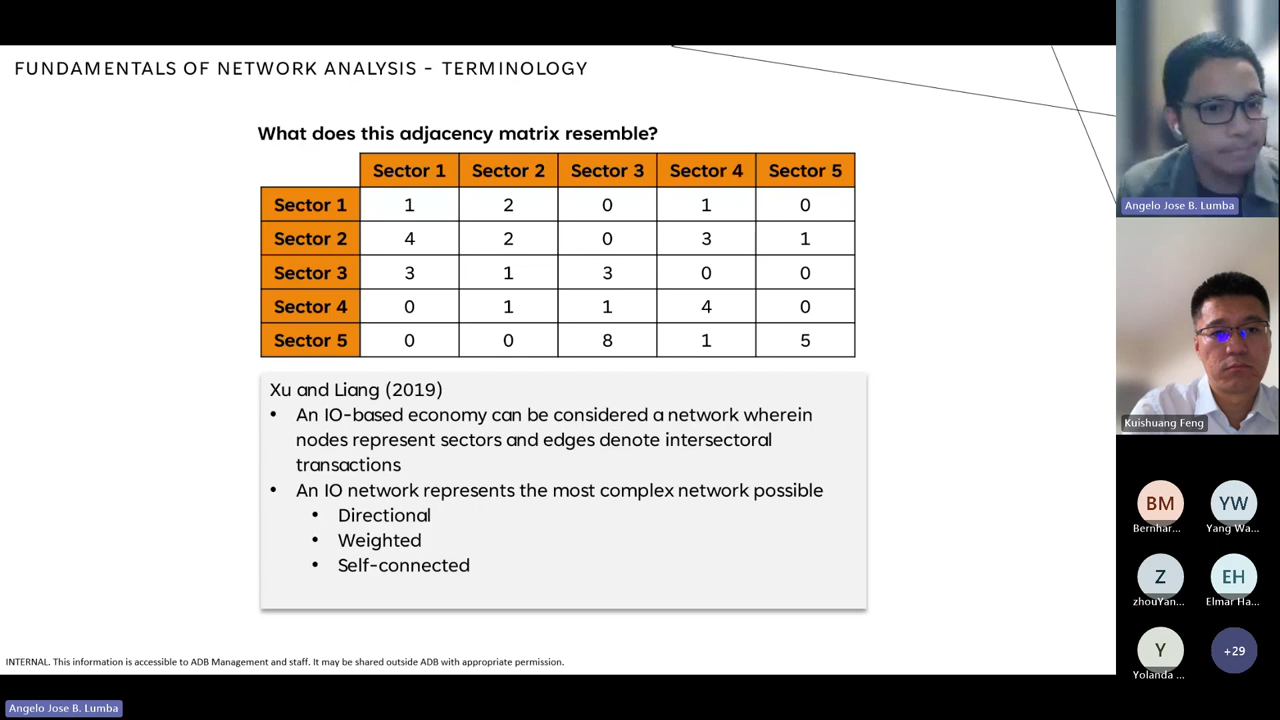 FUNDAMENTALS OF NETWORK ANALYSIS – TERMINOLOGY
What does this adjacency matrix resemble?
Sector 1 Sector 2 Sector 3 Sector 4 Sector 5
Sector 1 1 2 0 1 0
Sector 2 4 2 0 3 1
Sector 3 3 1 3 0 0
Sector 4 0 1 1 4 0
Sector 5 0 0 8 1 5
Xu and Liang (2019)
• An IO-based economy can be considered a network wherein
nodes represent sectors and edges denote intersectoral
transactions
• An IO network represents the most complex network possible
• Directional
• Weighted
• Self-connected
INTERNAL. This information is accessible to ADB Management and staff. It may be shared outside ADB with appropriate permission.
Angelo Jose B. Lumba
Angelo Jose B. Lumba
Kuishuang Feng
BM YW
Bernhar... Yang Wa...
Z EH
zhouYan... Elmar Ha...
Y +29
Yolanda ...